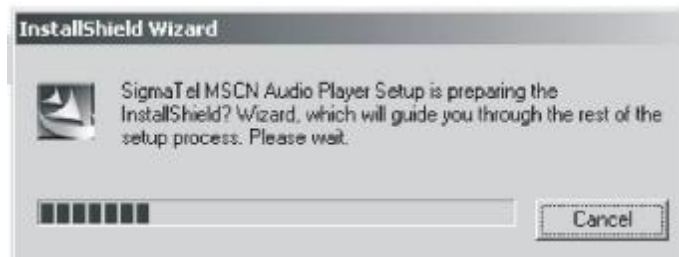 InstallShield Wizard
SigmaTel MSCN Audio Player Setup is preparing the
InstallShield? Wizard, which will guide you through the rest of the
setup process. Please wait.
Cancel